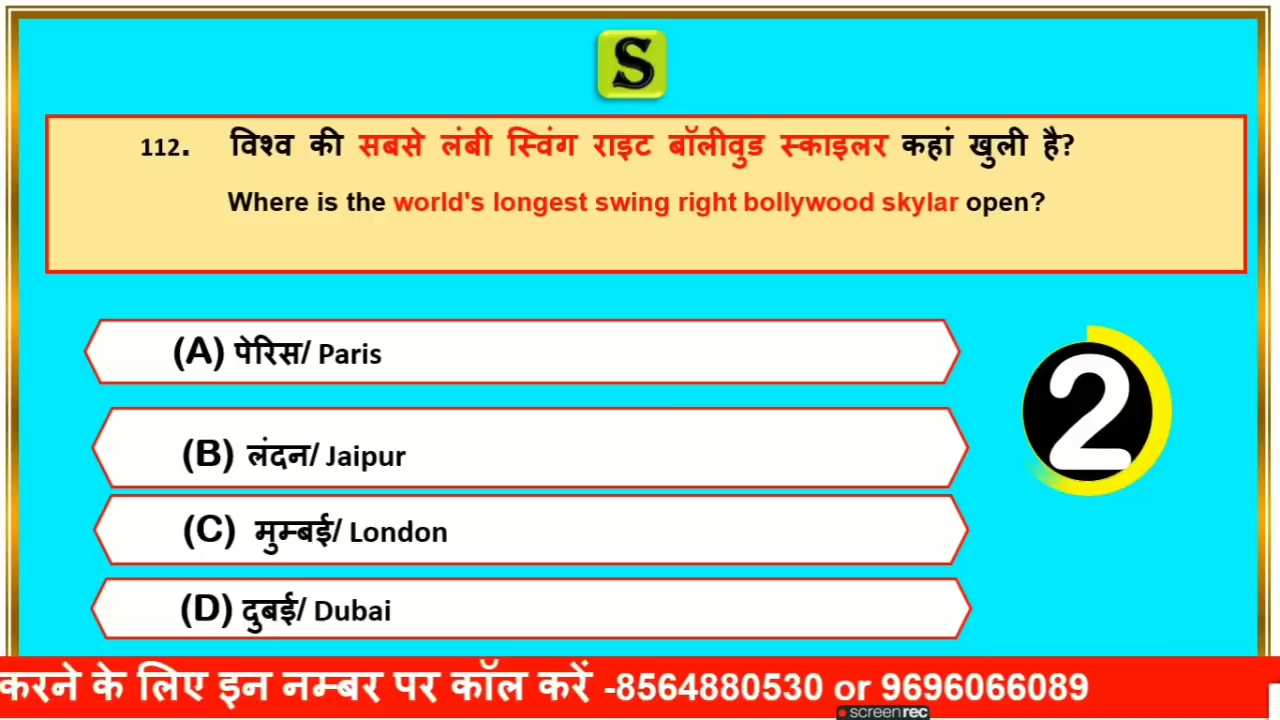 S
112. विश्व की सबसे लंबी स्विंग राइट बॉलीवुड स्काइलर कहां खुली है?
Where is the world's longest swing right bollywood skylar open?
(A) पेरिस/ Paris
(B) लंदन/ Jaipur
2
(C) मुम्बई/ London
(D) दुबई/ Dubai
करने के लिए इन नम्बर पर कॉल करें -8564880530 or 9696066089
screenrec